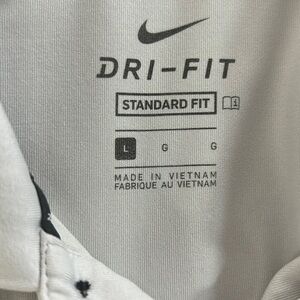 DRI-FIT
STANDARD FIT
L G G
MADE IN VIETNAM
FABRIQUE AU VIETNAM